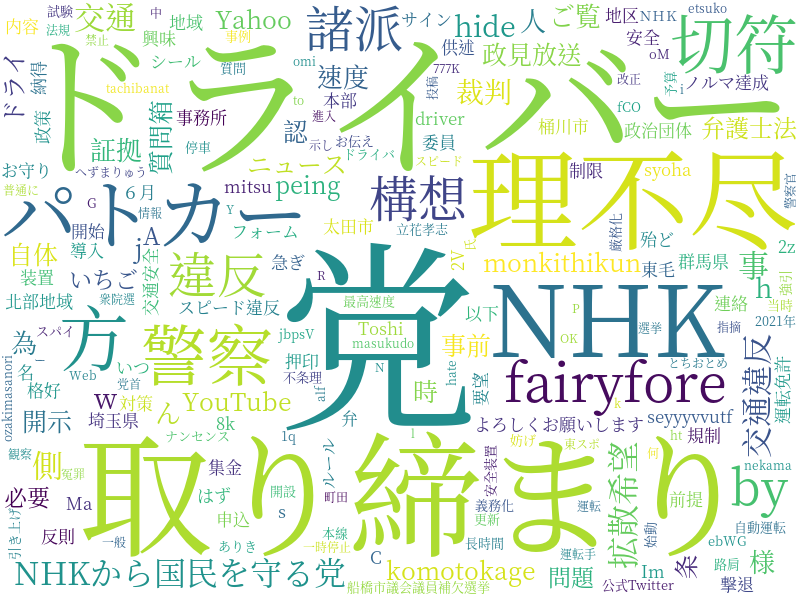 内容 試験 中 交通 地域 Yahoo 諸派 サイン hide 人 ご覧 地区 NHK etsuko 切符
法規 禁止 事例 興味 質問 シール 速度 供述 政見放送 安全 oM 予算 i ノルマ達成
ドライ 納得 政策 tachibanat omi 777K 投稿 改正
ドライバー
事務所 to 本部 裁判 driver 桶川市 fCO 政治団体 弁護士法
お守り へずまりゅう 証拠 質問箱 停車 示し お伝え 認 進入 委員 ドライバ スピード
普通に 6月 ニュース mitsu peing 制限 syoha 警察官
パトカー 構想 理不尽
G 情報 Y 開始 フォーム 太田市 立花孝志 氏 厳格化 殆ど 2z
自体 導入 jA 違反 2V monkithikun 群馬県 事 強引
装置 交通安全 いちご 急ぎ R 東毛 連絡 h 当時
北部地域 衆院選 スピード違反 最高速度 以下 P 2021年
方 警察 党 NHK
為 スパイ いつ jbpsV Toshi masukudo 事前 OK 選挙 指摘
ozakimasanori 名 Web 党首 押印 不条理 N hate 要望 fairyfore とちおとめ 交通違反 運転免許
格好 対策 w ん YouTube alf 時 seyyyvvutf
開示 埼玉県 8k 弁 よろしくお願いします 規制
ナンセンス 1q l 妨げ 東スポ ht k 何 nekama
観察 冤罪 側 集金 ルール 安全装置 拡散希望 前提 by
取り締まり
必要 Ma はず 開設 s 町田 義務化 運転 自動運転
引き上げ 反則 申込 更新 始動 ebWG
一般 ありき 本線 一時停止 長時間 C 運転手 路肩 様
NHKから国民を守る党 komotokage 問題 Im 条 撃退
船橋市議会議員補欠選挙 公式Twitter